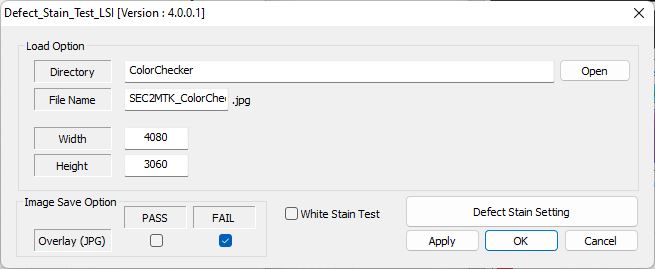 Defect_Stain_Test_LSI [Version : 4.0.0.1]
Load Option
Directory ColorChecker Open
File Name SEC2MTK_ColorChe .jpg
Width 4080
Height 3060
Image Save Option
PASS FAIL
Overlay (JPG)
White Stain Test
Defect Stain Setting
Apply OK Cancel